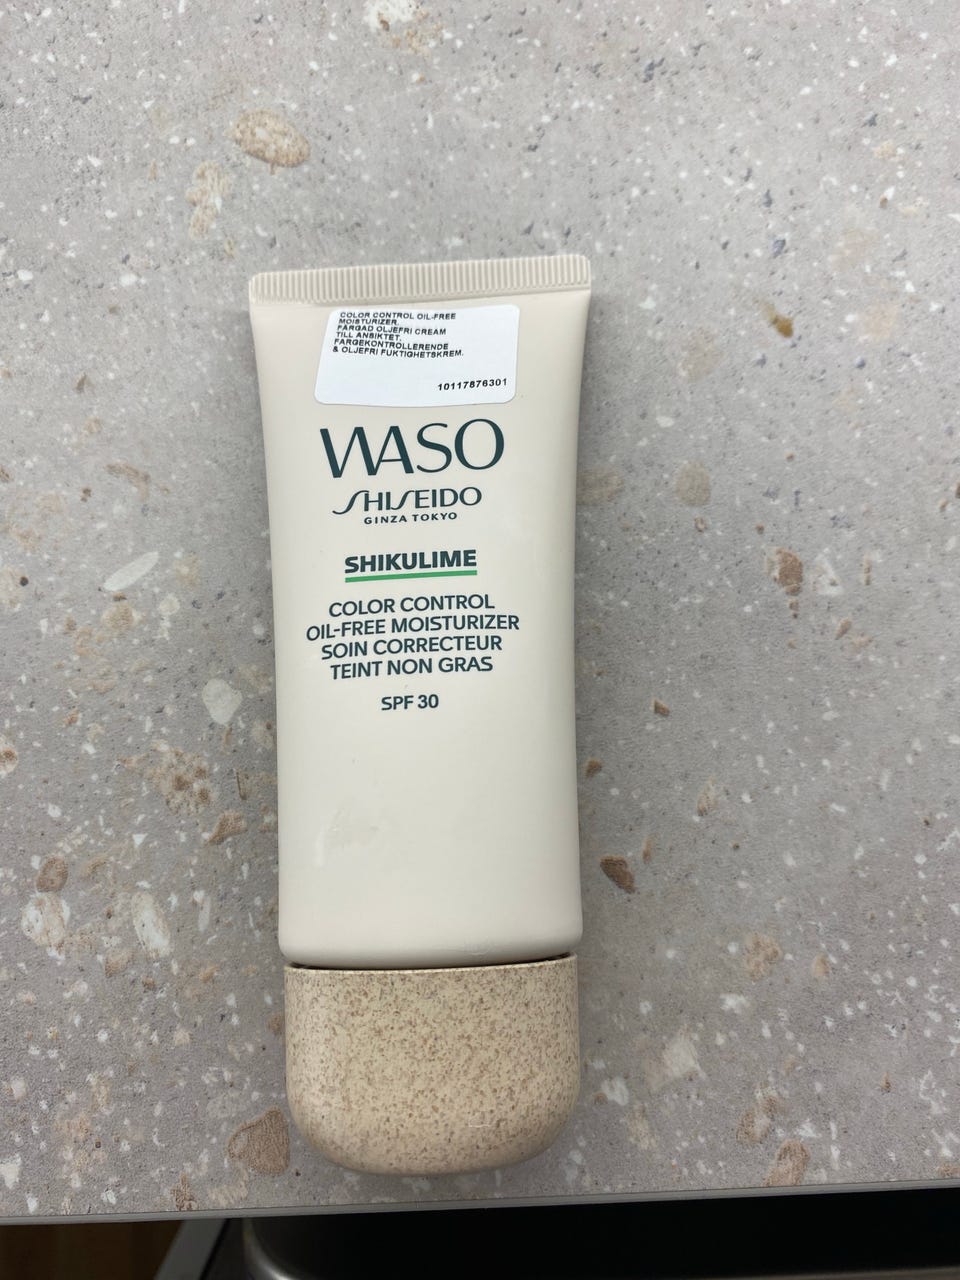 COLOR CONTROL OIL-FREE
MOISTURIZER.
FÄRGAD OLJEFRI CREAM
TILL ANSIKTET.
FARGEKONTROLLERENDE
& OLJEFRI FUKTIGHETSKREM.
10117876301
WASO
SHISEIDO
GINZA TOKYO
SHIKULIME
COLOR CONTROL
OIL-FREE MOISTURIZER
SOIN CORRECTEUR
TEINT NON GRAS
SPF 30